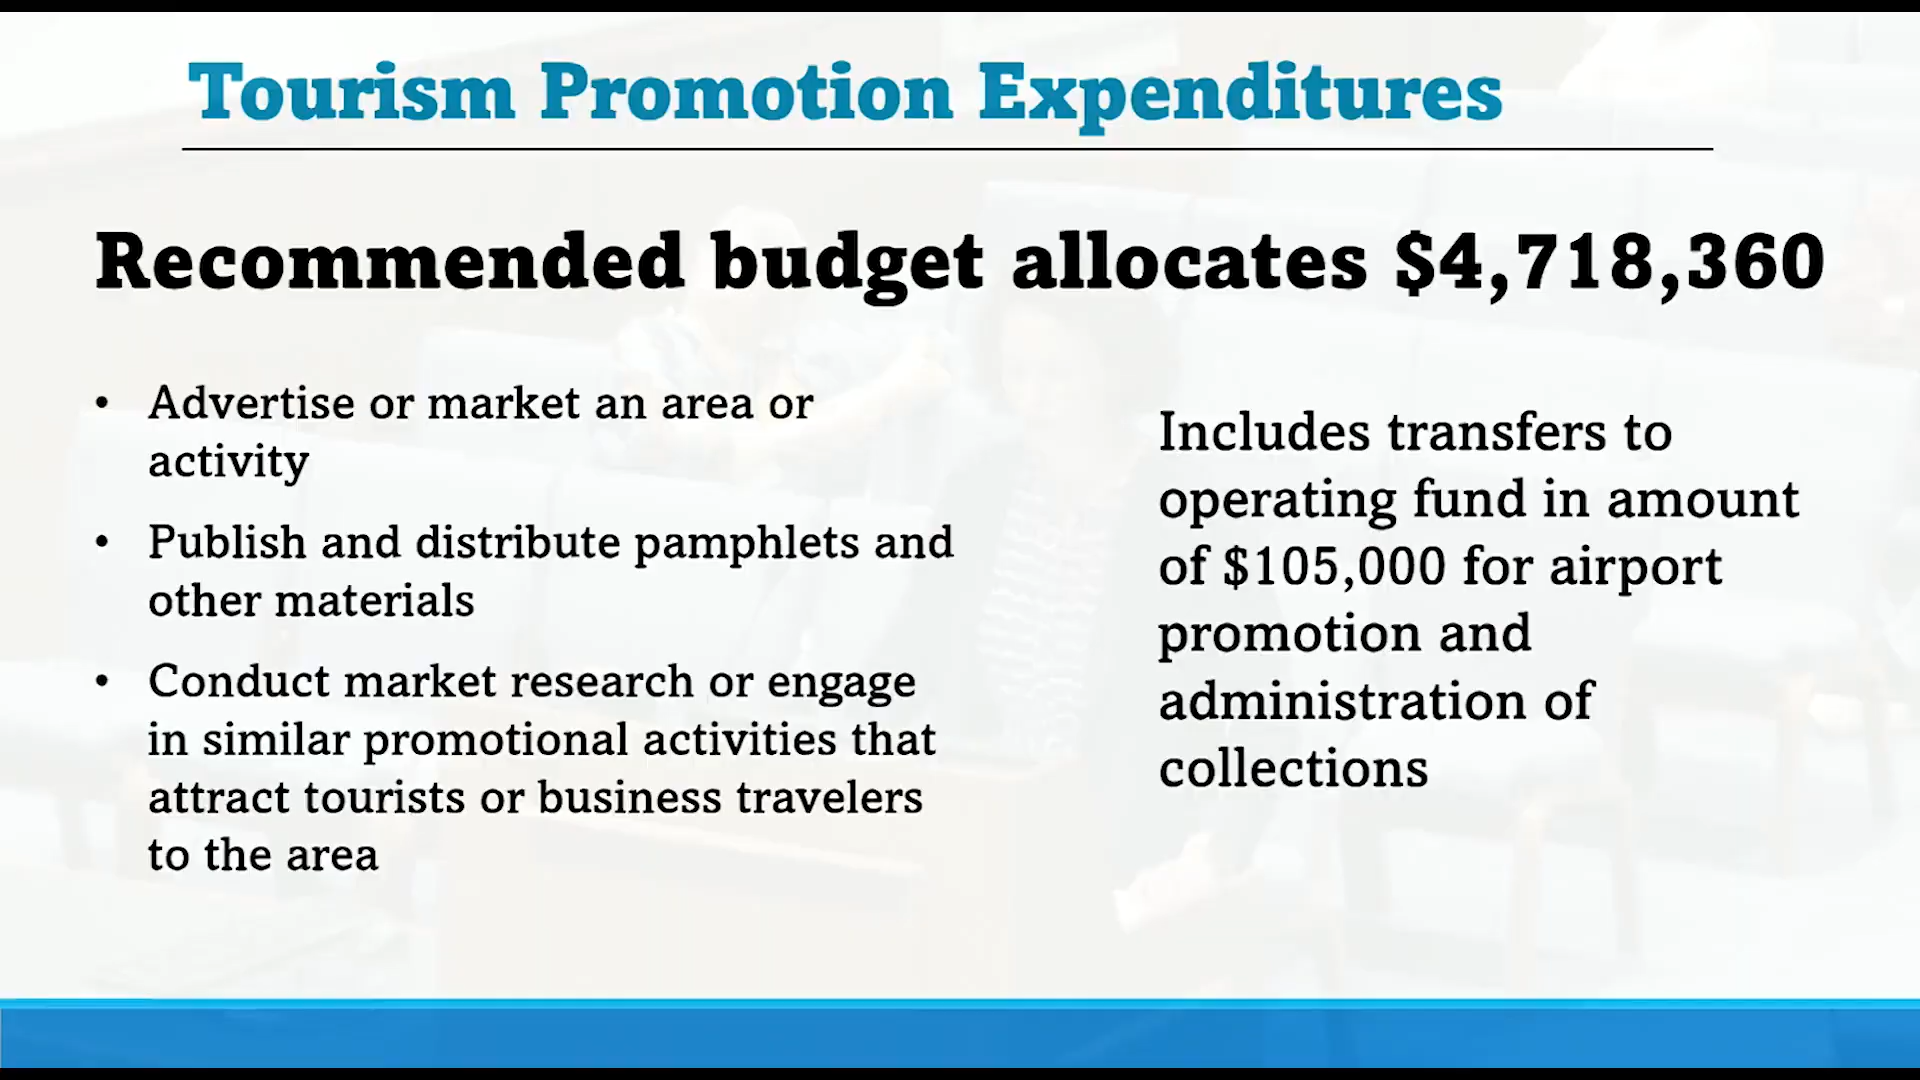 Tourism Promotion Expenditures
Recommended budget allocates $4,718,360
• Advertise or market an area or
activity
• Publish and distribute pamphlets and
other materials
• Conduct market research or engage
in similar promotional activities that
attract tourists or business travelers
to the area
Includes transfers to
operating fund in amount
of $105,000 for airport
promotion and
administration of
collections